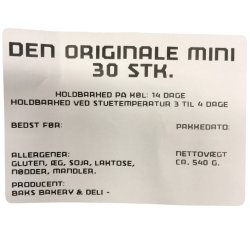 DEN ORIGINALE MINI
30 STK.
HOLDBARHED PÅ KØL: 14 DAGE
HOLDBARHED VED STUETEMPERATUR 3 TIL 4 DAGE
BEDST FØR: PAKKEDATO:
ALLERGENER: NETTOVÆGT
GLUTEN, ÆG, SOJA, LAKTOSE, CA. 540 G.
NØDDER, MANDLER.
PRODUCENT:
BAKS BAKERY & DELI -